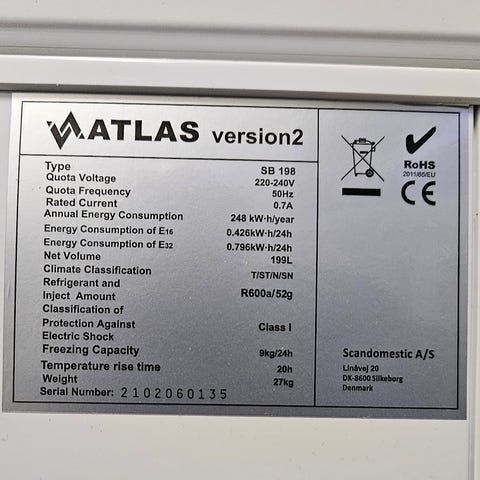 ATLAS version2
Type SB 198
Quota Voltage 220-240V
Quota Frequency 50Hz
Rated Current 0.7A
Annual Energy Consumption 248 kW·h/year
Energy Consumption of E16 0.426kW·h/24h
Energy Consumption of E32 0.796kW·h/24h
Net Volume 199L
Climate Classification T/ST/N/SN
Refrigerant and
Inject Amount R600a/52g
Classification of
Protection Against Class I
Electric Shock
Freezing Capacity 9kg/24h
Temperature rise time 20h
Weight 27kg
Serial Number: 2102060135
RoHS
2011/65/EU
CE
Scandomestic A/S
Linåvej 20
DK-8600 Silkeborg
Denmark